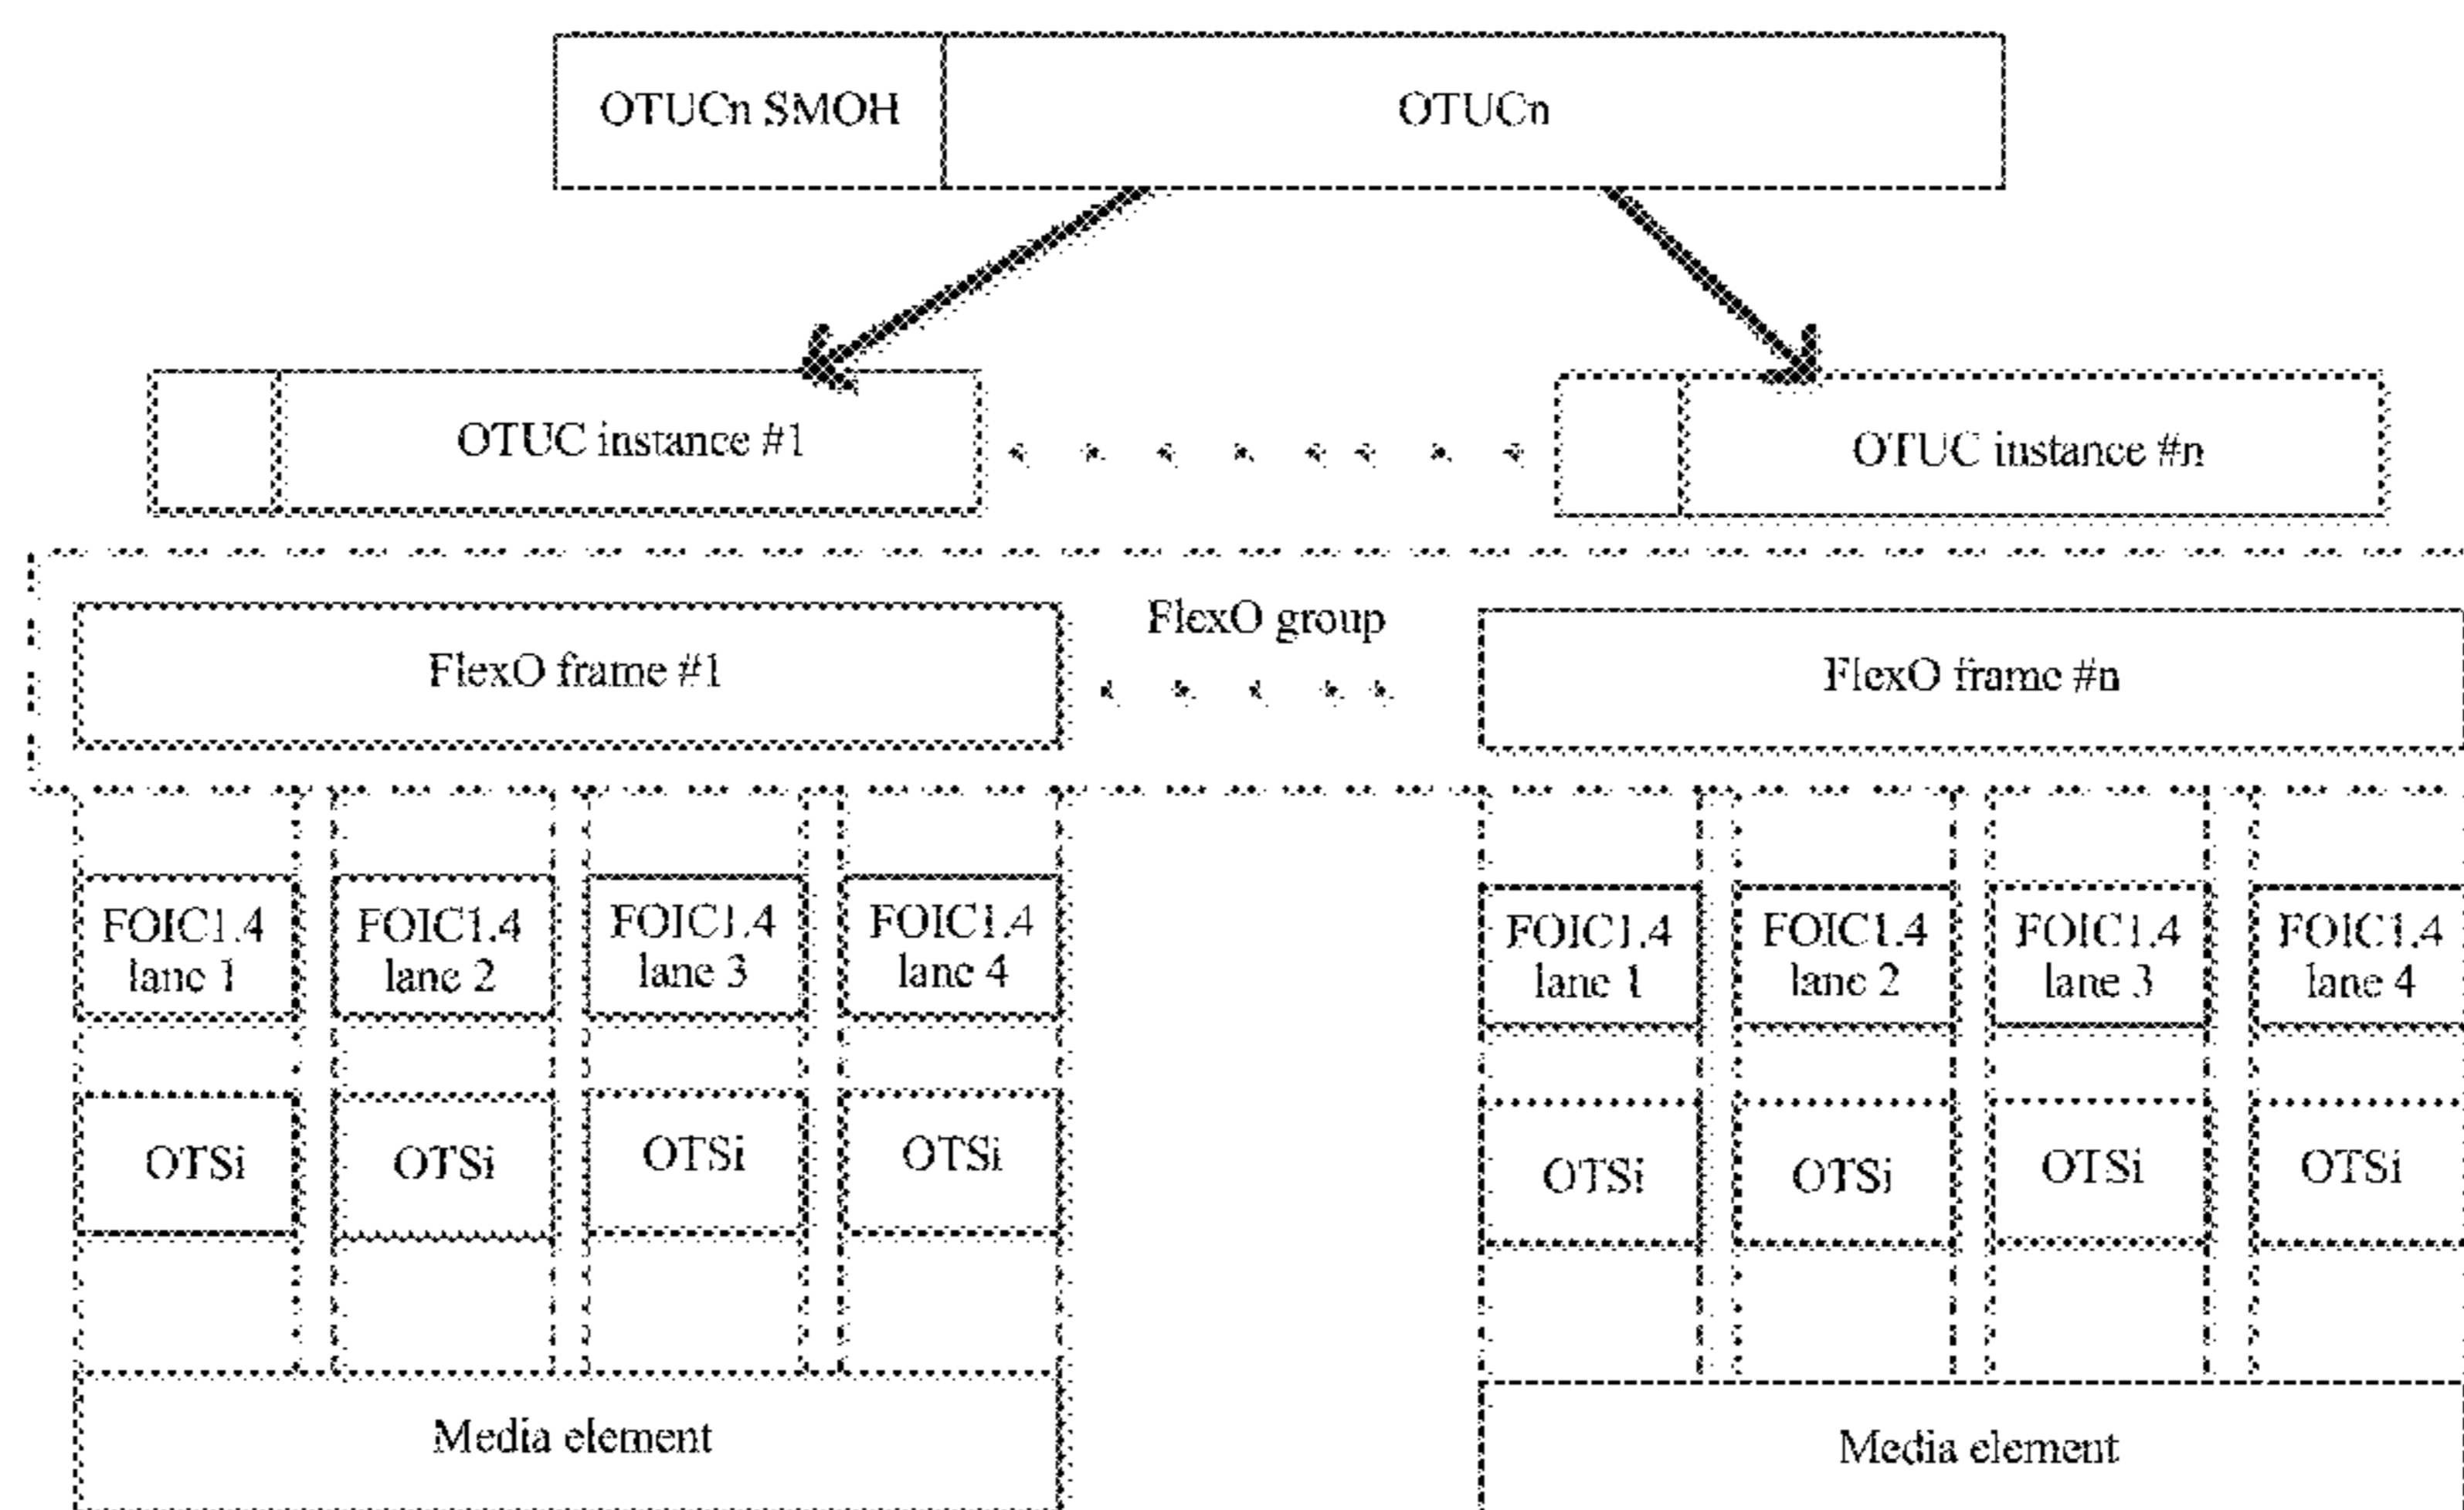 OTUCn SMOH
OTUCn
OTUC instance #1
OTUC instance #n
FlexO group
FlexO frame #1
FlexO frame #n
FOIC1.4
lane 1
FOIC1.4
lane 2
FOIC1.4
lane 3
FOIC1.4
lane 4
FOIC1.4
lane 1
FOIC1.4
lane 2
FOIC1.4
lane 3
FOIC1.4
lane 4
OTSi
OTSi
OTSi
OTSi
OTSi
OTSi
OTSi
OTSi
Media element
Media element